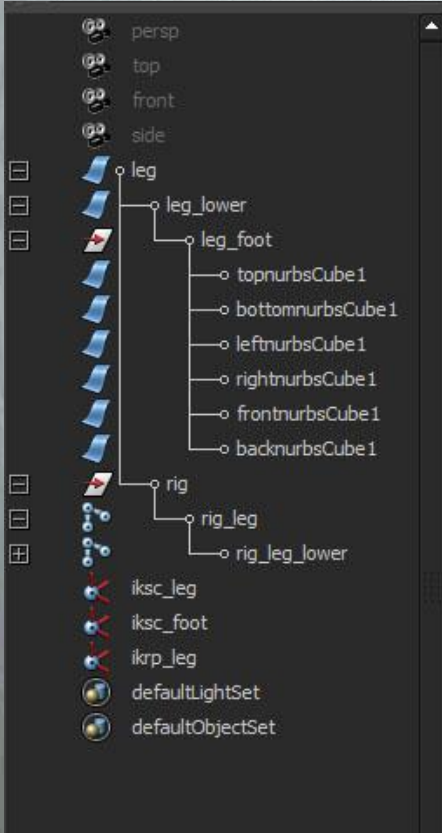 persp
top
front
side
leg
leg_lower
leg_foot
topnurbsCube1
bottomnurbsCube1
leftnurbsCube1
rightnurbsCube1
frontnurbsCube1
backnurbsCube1
rig
rig_leg
rig_leg_lower
iksc_leg
iksc_foot
ikrp_leg
defaultLightSet
defaultObjectSet